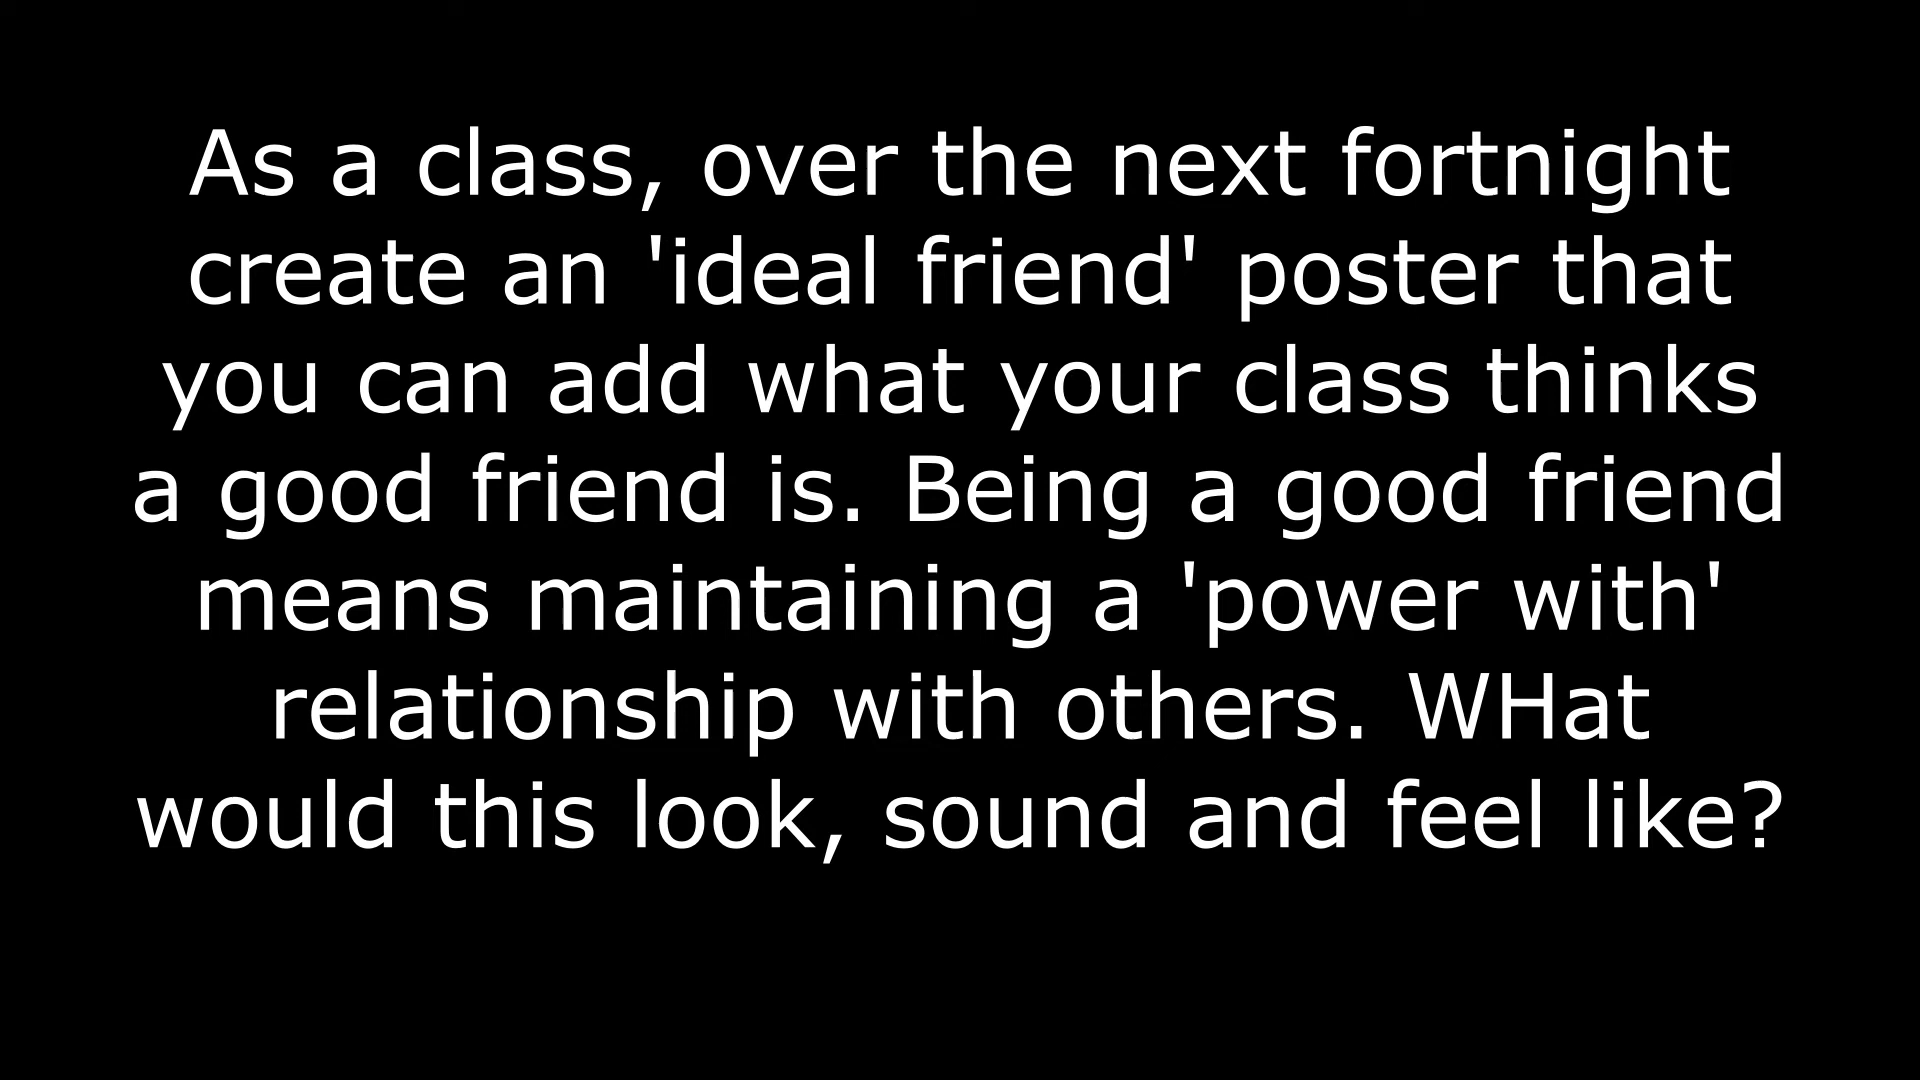 As a class, over the next fortnight
create an 'ideal friend' poster that
you can add what your class thinks
a good friend is. Being a good friend
means maintaining a 'power with'
relationship with others. WHat
would this look, sound and feel like?